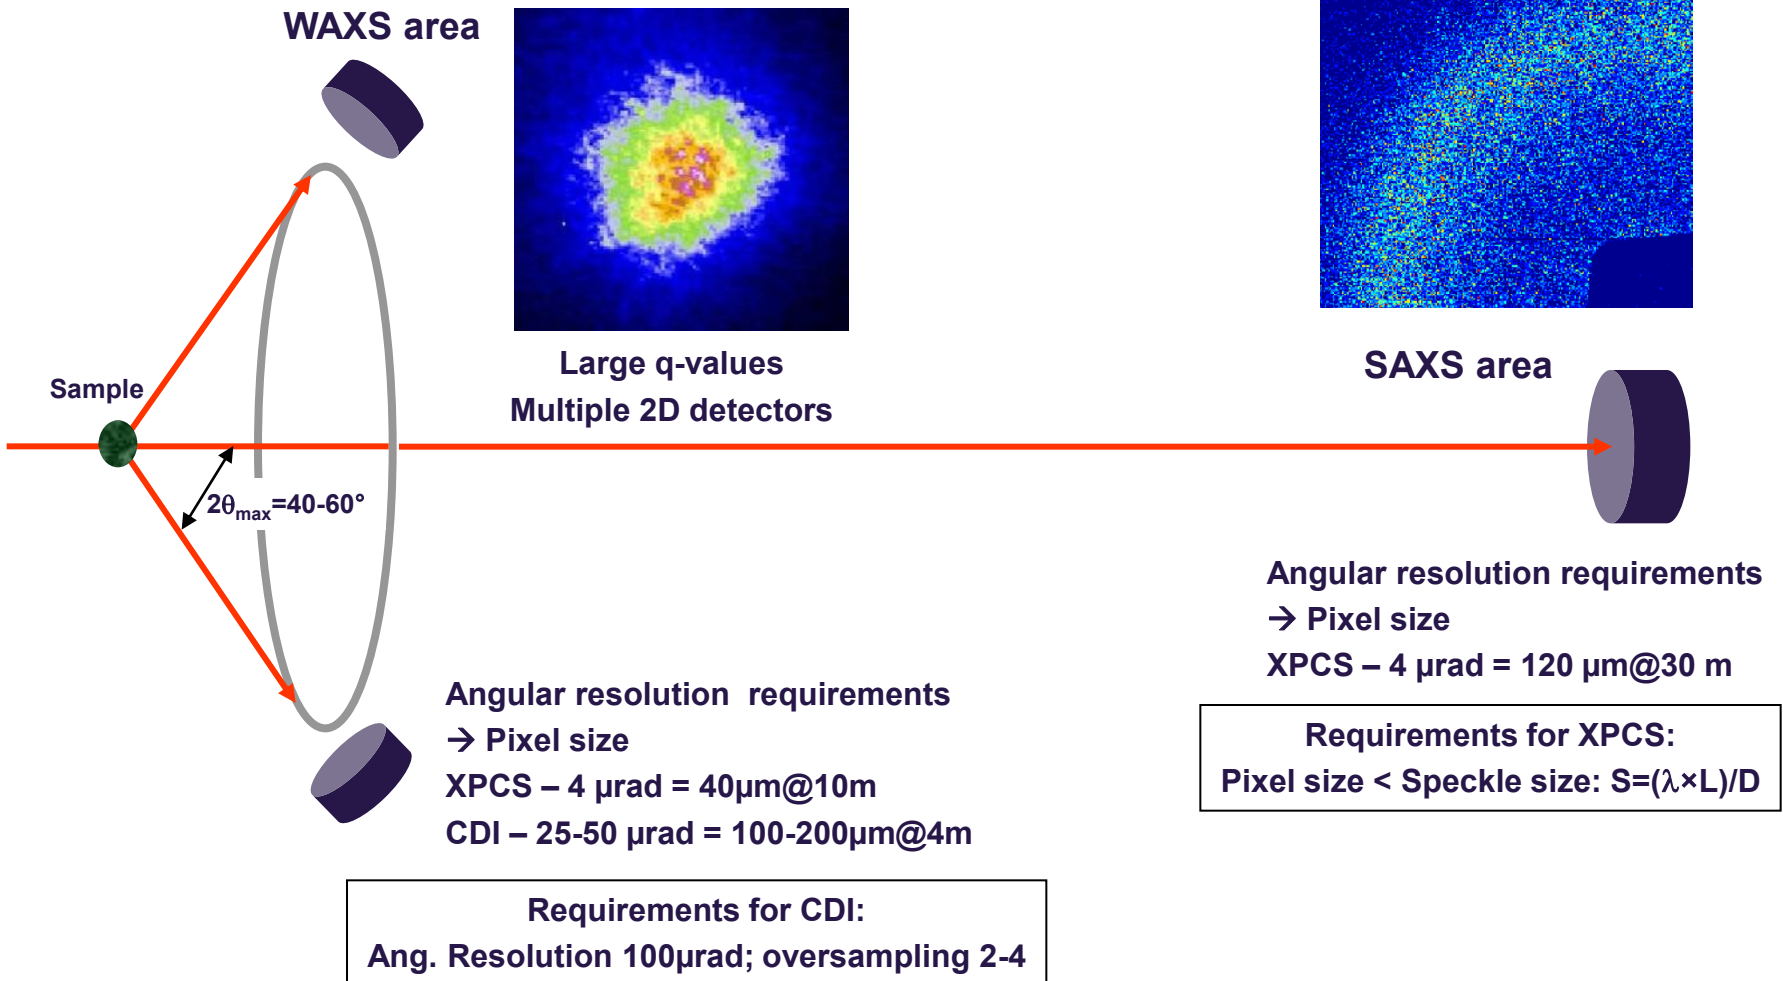 WAXS area
Large q-values
Multiple 2D detectors
SAXS area
Sample
2θmax=40-60°
Angular resolution requirements
→ Pixel size
XPCS – 4 µrad = 40µm@10m
CDI – 25-50 µrad = 100-200µm@4m
Requirements for CDI:
Ang. Resolution 100µrad; oversampling 2-4
Angular resolution requirements
→ Pixel size
XPCS – 4 µrad = 120 µm@30 m
Requirements for XPCS:
Pixel size < Speckle size: S=(λ×L)/D